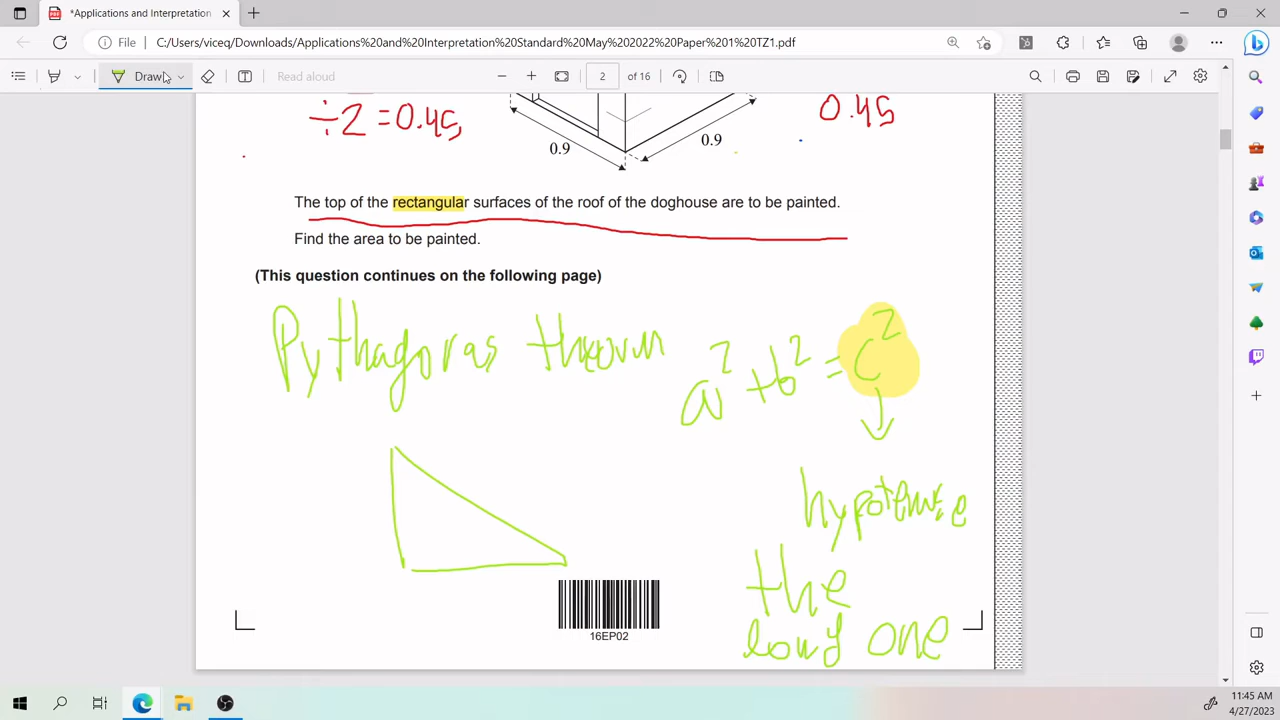 *Applications and Interpretation
File C:/Users/viceq/Downloads/Applications%20and%20Interpretation%20Standard%20May%202022%20Paper%201%20TZ1.pdf
Draw Read aloud 2 of 16
÷2 = 0.45
0.45
0.9
0.9
The top of the rectangular surfaces of the roof of the doghouse are to be painted.
Find the area to be painted.
(This question continues on the following page)
Pythagoras theorem
a² + b² = c²
hypotenuse
the
long one
16EP02
11:45 AM
4/27/2023